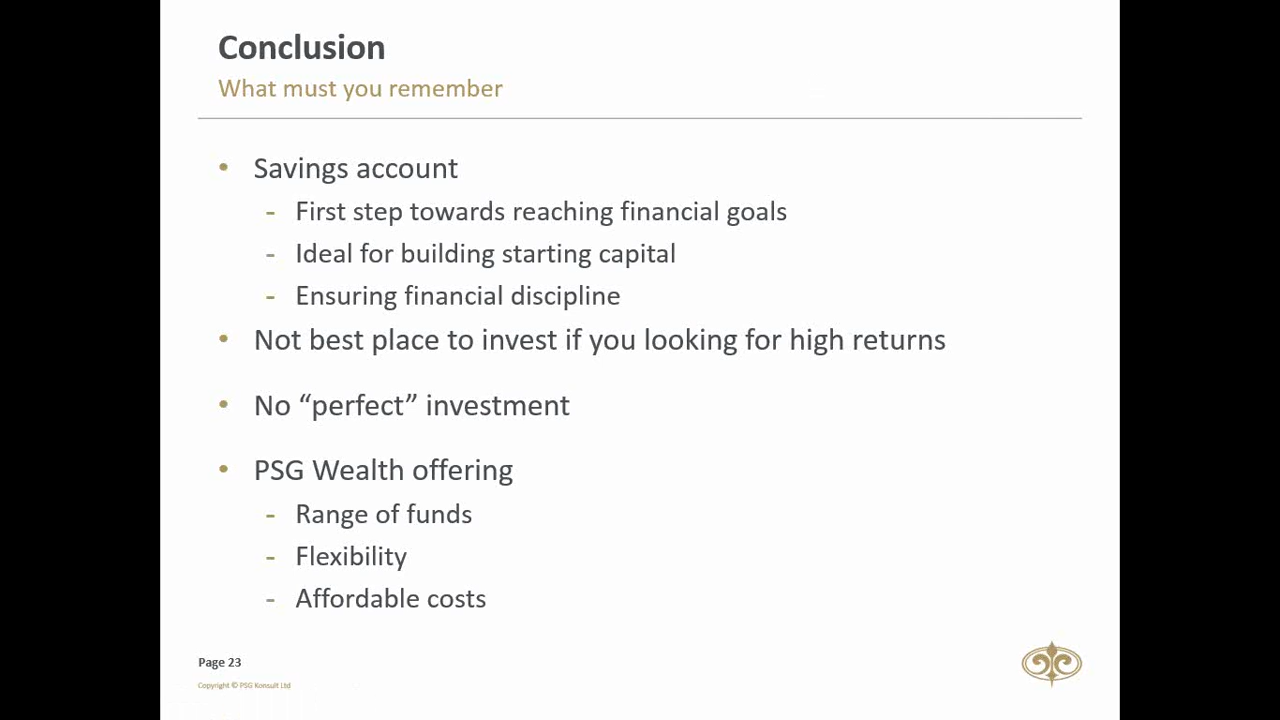 Conclusion
What must you remember
• Savings account
- First step towards reaching financial goals
- Ideal for building starting capital
- Ensuring financial discipline
• Not best place to invest if you looking for high returns
• No “perfect” investment
• PSG Wealth offering
- Range of funds
- Flexibility
- Affordable costs
Page 23
Copyright © PSG Konsult Ltd